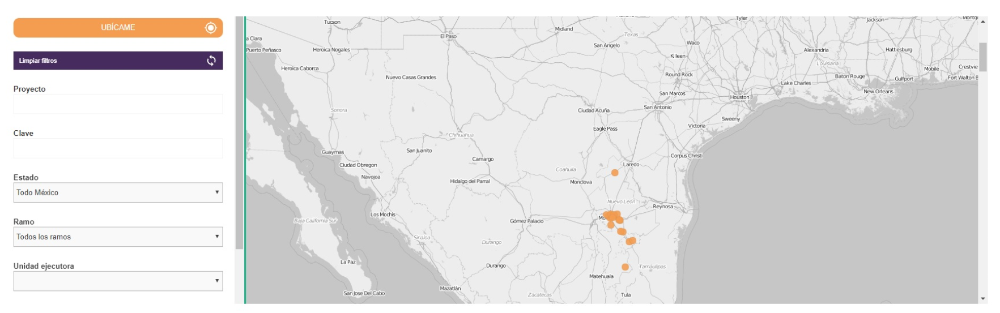 UBÍCAME
Limpiar filtros
Proyecto
Clave
Estado
Todo México
Ramo
Todos los ramos
Unidad ejecutora
Tucson
El Paso
Midland
Texas
Tyler
Jackson
a Clara
Puerto Peñasco
Heroica Nogales
San Angelo
Waco
Alexandria
Hattiesburg
Killeen
Louisiana
Heroica Caborca
Nuevo Casas Grandes
Round Rock
Baton Rouge
Mobile
Crestvie
Gulfport
Fort Walton B
Lake Charles
San Marcos
New Orleans
Houston
Sonora
Ciudad Acuña
San Antonio
Sweeny
Victoria
Eagle Pass
Chihuahua
Guaymas
San Juanito
Camargo
Corpus Christi
Ciudad Obregon
Laredo
Coahuila
Navojoa
Hidalgo del Parral
Monclova
Nuevo León
Reynosa
Los Mochis
Baja California Sur
Gómez Palacio
Mo
Sinaloa
Durango
La Paz
Durango
Tamaulipas
Matehuala
San Jose Del Cabo
Mazatlán
Zacatecas
Tula